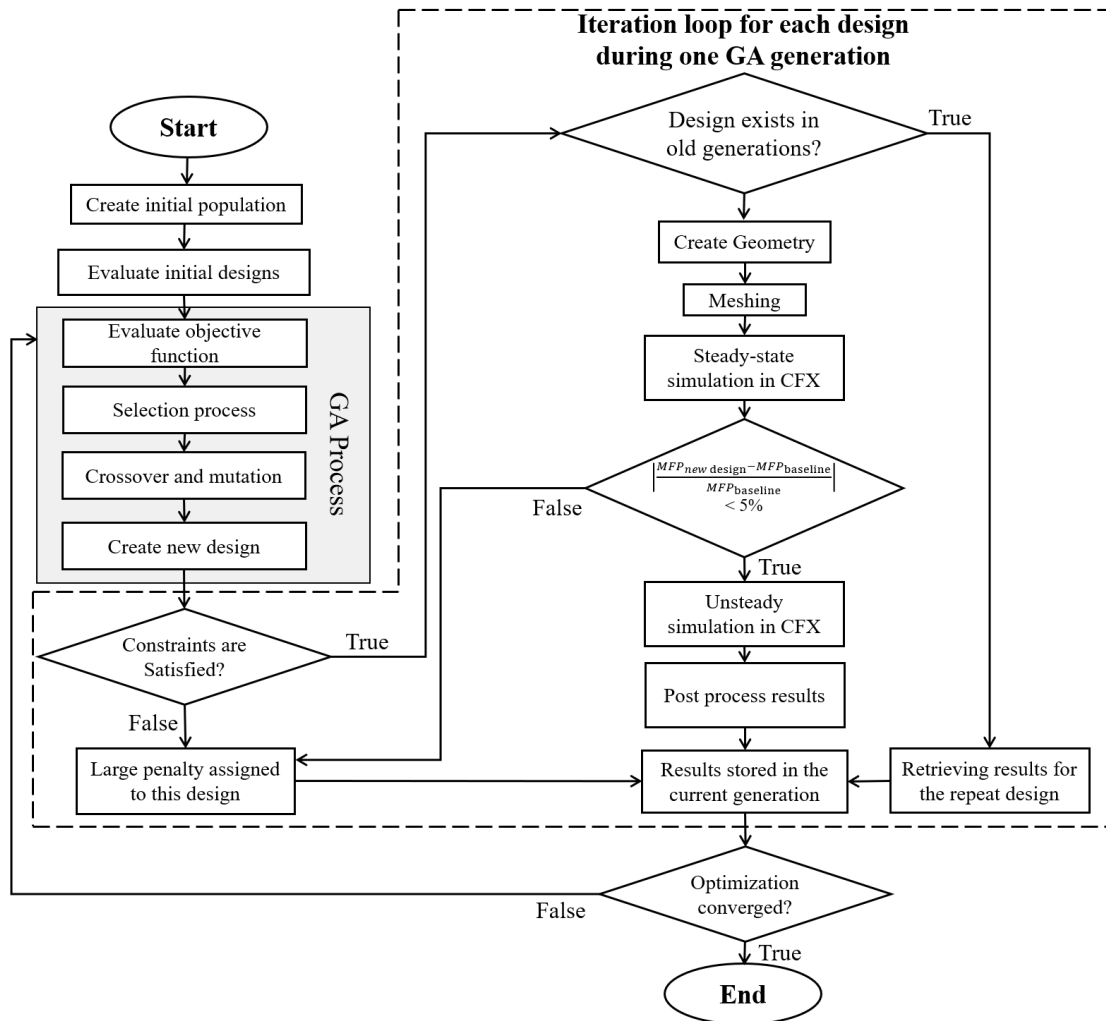 Iteration loop for each design
during one GA generation
Start
Create initial population
Evaluate initial designs
Evaluate objective
function
Selection process
Crossover and mutation
Create new design
GA Process
Constraints are
Satisfied?
True
False
Large penalty assigned
to this design
Design exists in
old generations?
True
Create Geometry
Meshing
Steady-state
simulation in CFX
|MFP_new design−MFP_baseline|
MFP_baseline
< 5%
False
True
Unsteady
simulation in CFX
Post process results
Results stored in the
current generation
Retrieving results for
the repeat design
Optimization
converged?
False
True
End